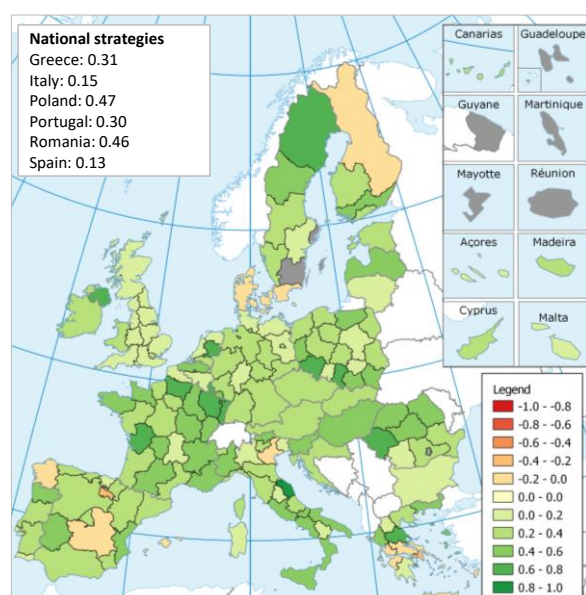 National strategies
Greece: 0.31
Italy: 0.15
Poland: 0.47
Portugal: 0.30
Romania: 0.46
Spain: 0.13
Canarias
Guadeloupe
Guyane
Martinique
Mayotte
Réunion
Açores
Madeira
Cyprus
Malta
Legend
-1.0 - -0.8
-0.8 - -0.6
-0.6 - -0.4
-0.4 - -0.2
-0.2 - 0.0
0.0 - 0.0
0.0 - 0.2
0.2 - 0.4
0.4 - 0.6
0.6 - 0.8
0.8 - 1.0